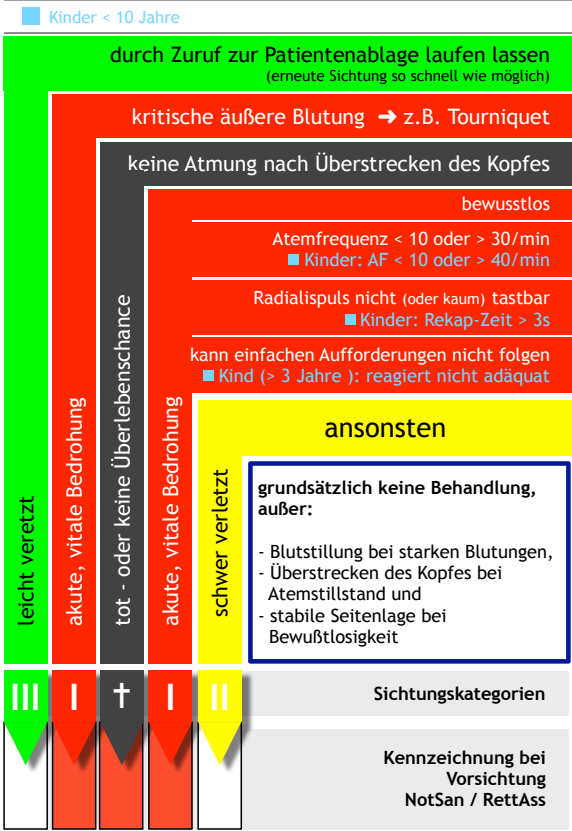 Kinder < 10 Jahre
durch Zuruf zur Patientenablage laufen lassen
(erneute Sichtung so schnell wie möglich)
kritische äußere Blutung ➜ z.B. Tourniquet
keine Atmung nach Überstrecken des Kopfes
bewusstlos
Atemfrequenz < 10 oder > 30/min
Kinder: AF < 10 oder > 40/min
Radialispuls nicht (oder kaum) tastbar
Kinder: Rekap-Zeit > 3s
kann einfachen Aufforderungen nicht folgen
Kind (> 3 Jahre ): reagiert nicht adäquat
ansonsten
grundsätzlich keine Behandlung,
außer:
- Blutstillung bei starken Blutungen,
- Überstrecken des Kopfes bei
Atemstillstand und
- stabile Seitenlage bei
Bewußtlosigkeit
leicht veretzt
akute, vitale Bedrohung
tot - oder keine Überlebenschance
akute, vitale Bedrohung
schwer verletzt
III I † I II
Sichtungskategorien
Kennzeichnung bei
Vorsichtung
NotSan / RettAss